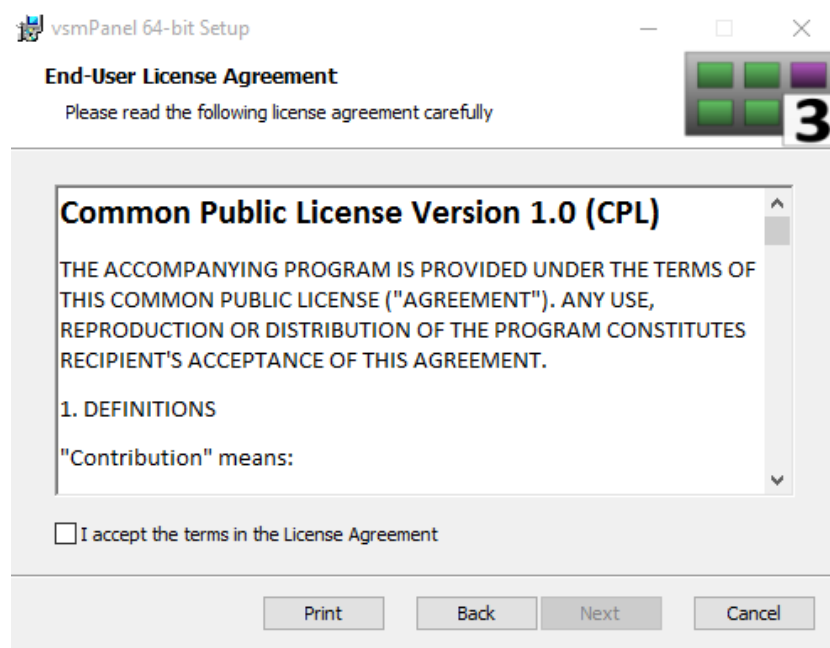 vsmPanel 64-bit Setup
End-User License Agreement
Please read the following license agreement carefully
3
Common Public License Version 1.0 (CPL)
THE ACCOMPANYING PROGRAM IS PROVIDED UNDER THE TERMS OF
THIS COMMON PUBLIC LICENSE ("AGREEMENT"). ANY USE,
REPRODUCTION OR DISTRIBUTION OF THE PROGRAM CONSTITUTES
RECIPIENT'S ACCEPTANCE OF THIS AGREEMENT.
1. DEFINITIONS
"Contribution" means:
I accept the terms in the License Agreement
Print Back Next Cancel